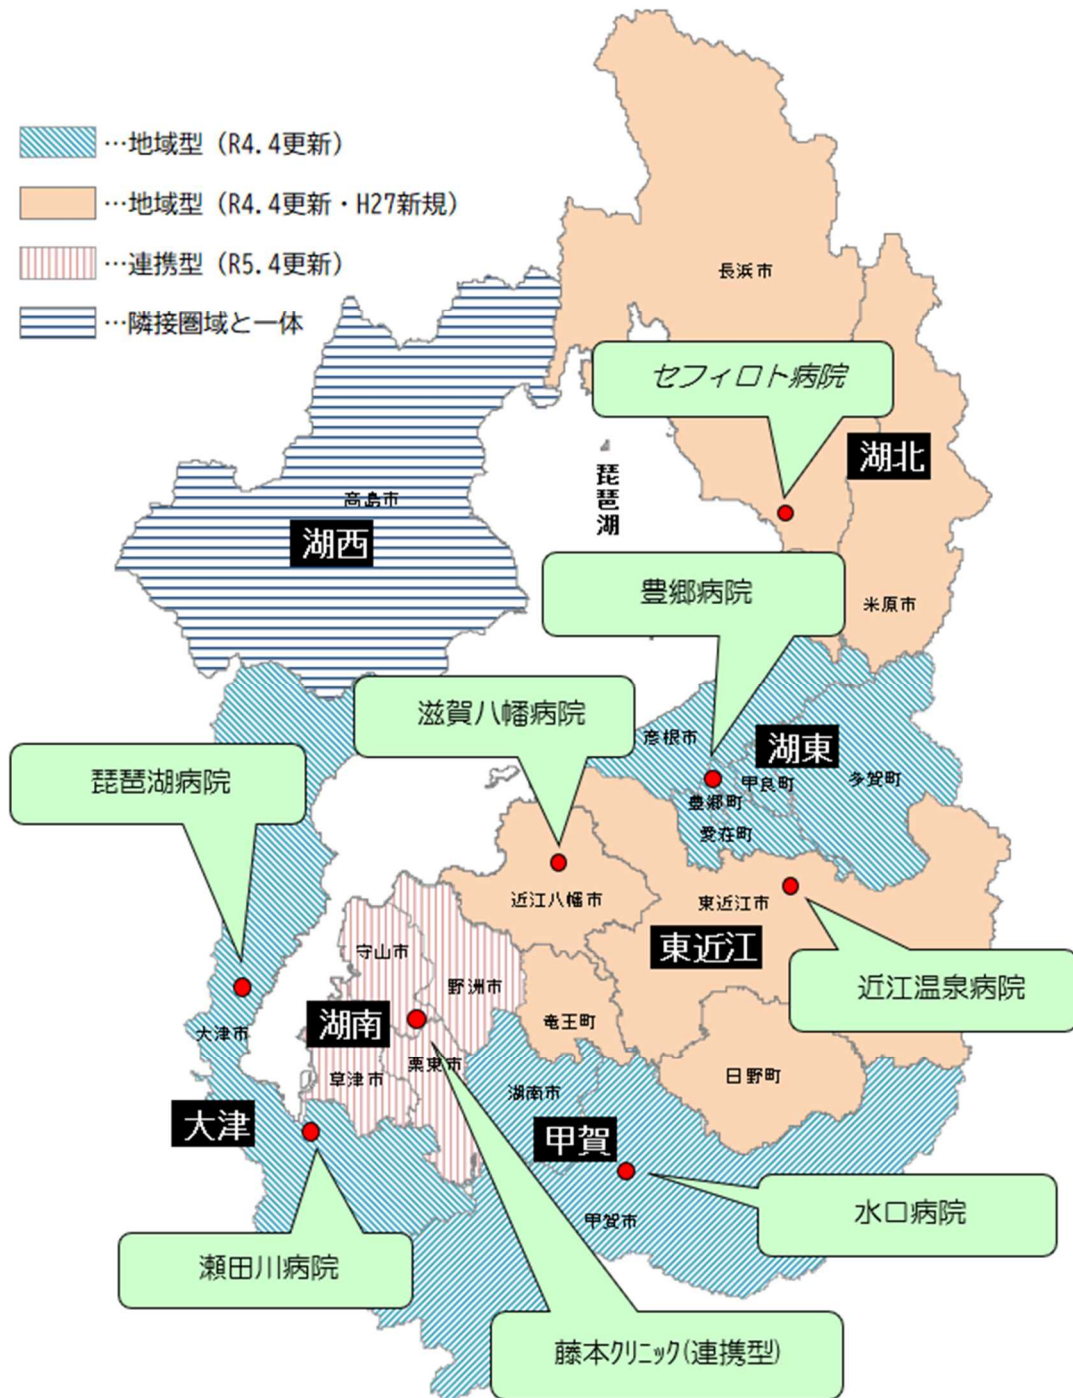 …地域型（R4.4更新）
…地域型（R4.4更新・H27新規）
…連携型（R5.4更新）
…隣接圏域と一体
長浜市
セフィロト病院
湖北
琵琶湖
高島市
湖西
豊郷病院
米原市
滋賀八幡病院
彦根市
湖東
琵琶湖病院
甲良町
多賀町
豊郷町
愛在町
近江八幡市
東近江市
東近江
守山市
野洲市
近江温泉病院
湖南
竜王町
大津市
栗東市
草津市
日野町
湖南市
大津
甲賀
水口病院
甲賀市
瀬田川病院
藤本クリニック(連携型)